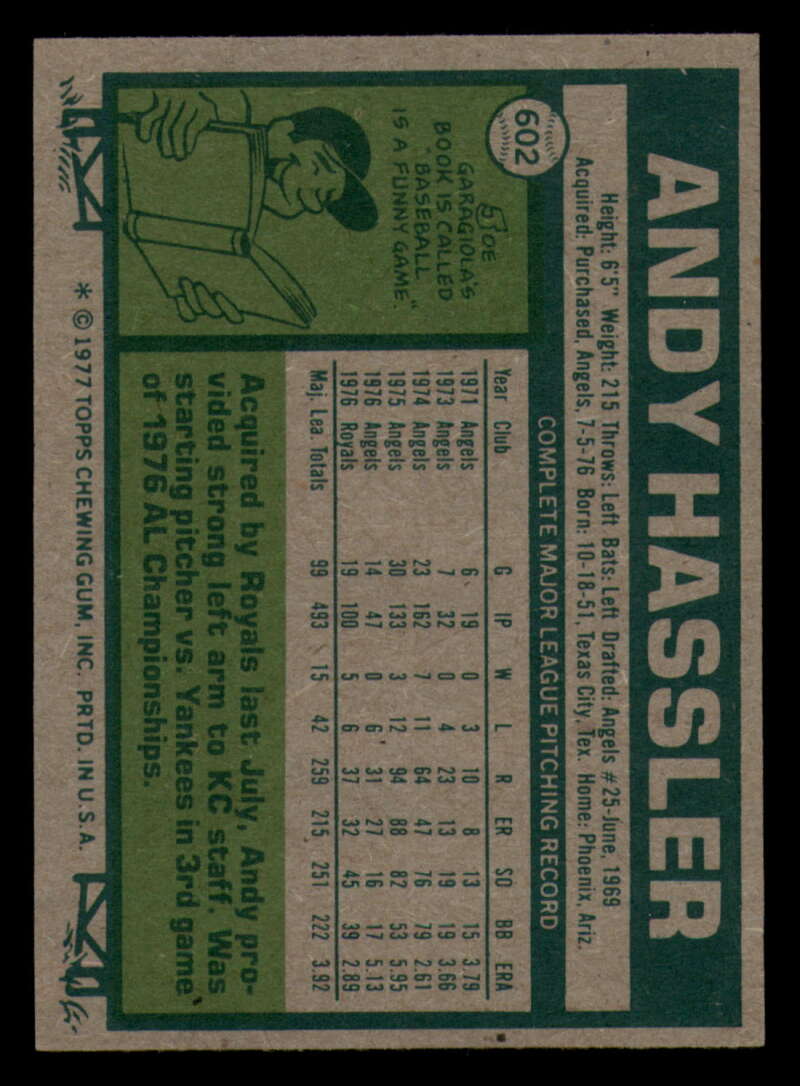 602
ANDY HASSLER
Height: 6'5" Weight: 215 Throws: Left Bats: Left Drafted: Angels #25-June, 1969
Acquired: Purchased, Angels, 7-5-76 Born: 10-18-51, Texas City, Tex. Home: Phoenix, Ariz.
COMPLETE MAJOR LEAGUE PITCHING RECORD
Year Club G IP W L R ER SO BB ERA
1971 Angels 6 19 0 3 10 8 13 15 3.79
1973 Angels 7 32 0 4 23 13 19 19 3.66
1974 Angels 23 162 7 11 64 47 76 79 2.61
1975 Angels 30 133 3 12 94 88 82 53 5.95
1976 Angels 14 47 0 6 31 27 16 17 5.13
1976 Royals 19 100 5 6 37 32 45 39 2.89
Maj. Lea. Totals 99 493 15 42 259 215 251 222 3.92
JOE
GARAGIOLA'S
BOOK IS CALLED
"BASEBALL
IS A FUNNY GAME."
Acquired by Royals last July, Andy pro-
vided strong left arm to KC staff. Was
starting pitcher vs. Yankees in 3rd game
of 1976 AL Championships.
* © 1977 TOPPS CHEWING GUM, INC. PRTD. IN U.S.A.